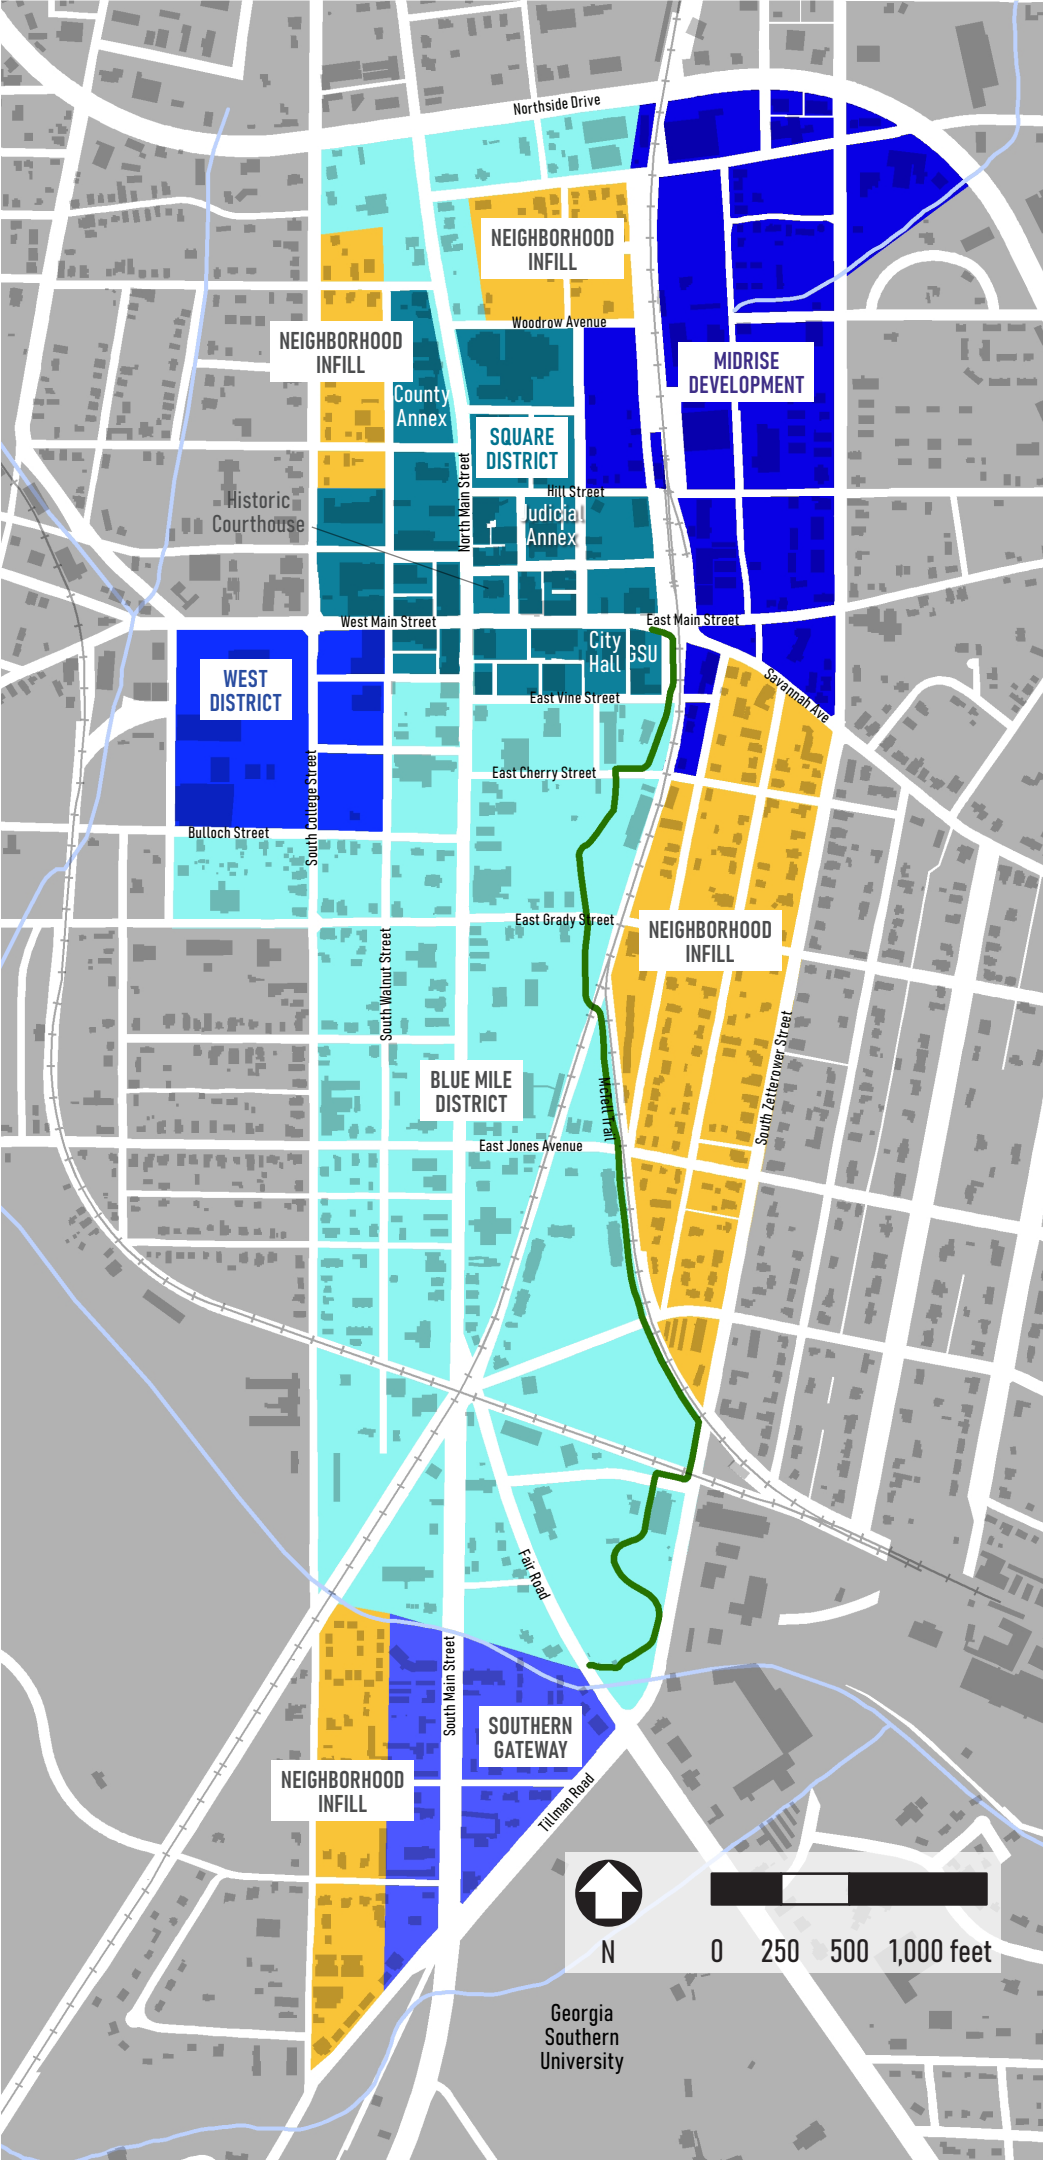 Northside Drive
NEIGHBORHOOD
INFILL
Woodrow Avenue
NEIGHBORHOOD
INFILL
MIDRISE
DEVELOPMENT
County
Annex
SQUARE
DISTRICT
North Main Street
Hill Street
Historic
Courthouse
Judicial
Annex
West Main Street
East Main Street
City
Hall
GSU
WEST
DISTRICT
East Vine Street
Savannah Ave
East Cherry Street
South College Street
Bulloch Street
East Grady Street
NEIGHBORHOOD
INFILL
South Walnut Street
South Zetterower Street
BLUE MILE
DISTRICT
McTell Trail
East Jones Avenue
Fair Road
South Main Street
SOUTHERN
GATEWAY
NEIGHBORHOOD
INFILL
Tillman Road
N
0 250 500 1,000 feet
Georgia
Southern
University